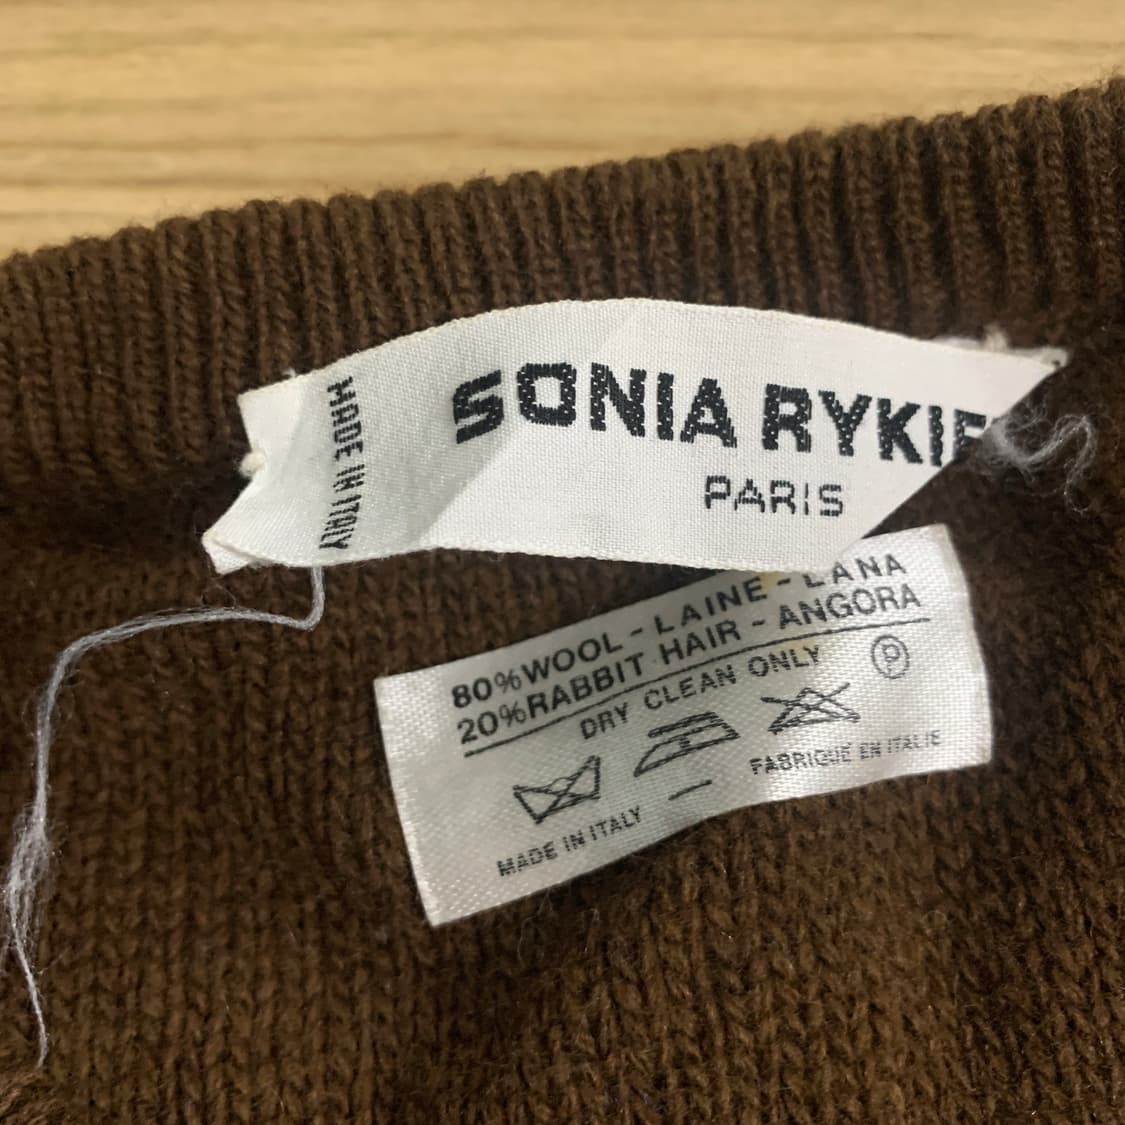 SONIA RYKIE
PARIS
MADE IN ITALY
80%WOOL - LAINE - LANA
20%RABBIT HAIR - ANGORA
DRY CLEAN ONLY
P
FABRIQUE EN ITALIE
MADE IN ITALY